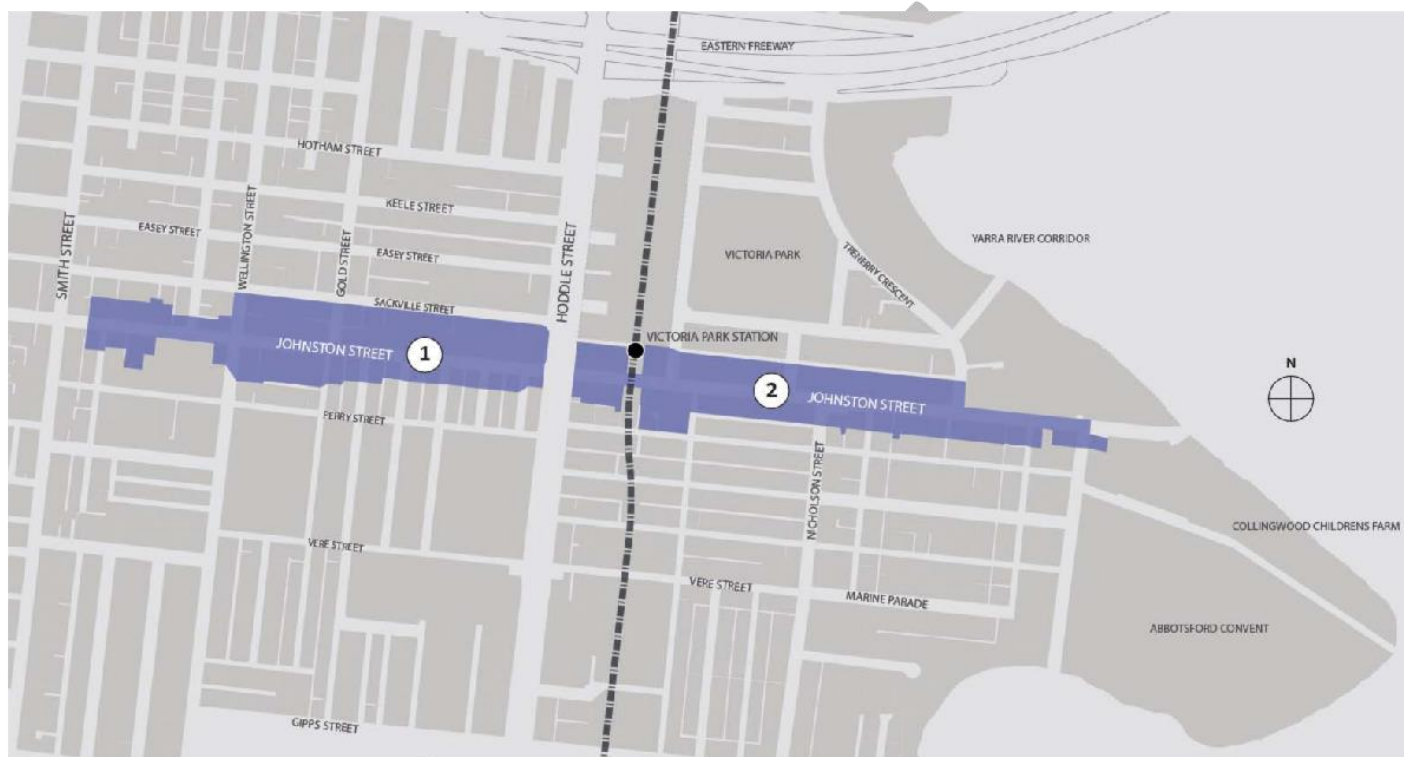 EASTERN FREEWAY
HOTHAM STREET
KEELE STREET
WELLINGTON STREET
EASEY STREET
GOLD STREET
EASEY STREET
SMITH STREET
HODDLE STREET
VICTORIA PARK
TRENERRY CRESCENT
YARRA RIVER CORRIDOR
SACKVILLE STREET
VICTORIA PARK STATION
JOHNSTON STREET
1
2
JOHNSTON STREET
N
PERRY STREET
NICHOLSON STREET
COLLINGWOOD CHILDRENS FARM
VERE STREET
VERE STREET
MARINE PARADE
ABBOTSFORD CONVENT
GIPPS STREET